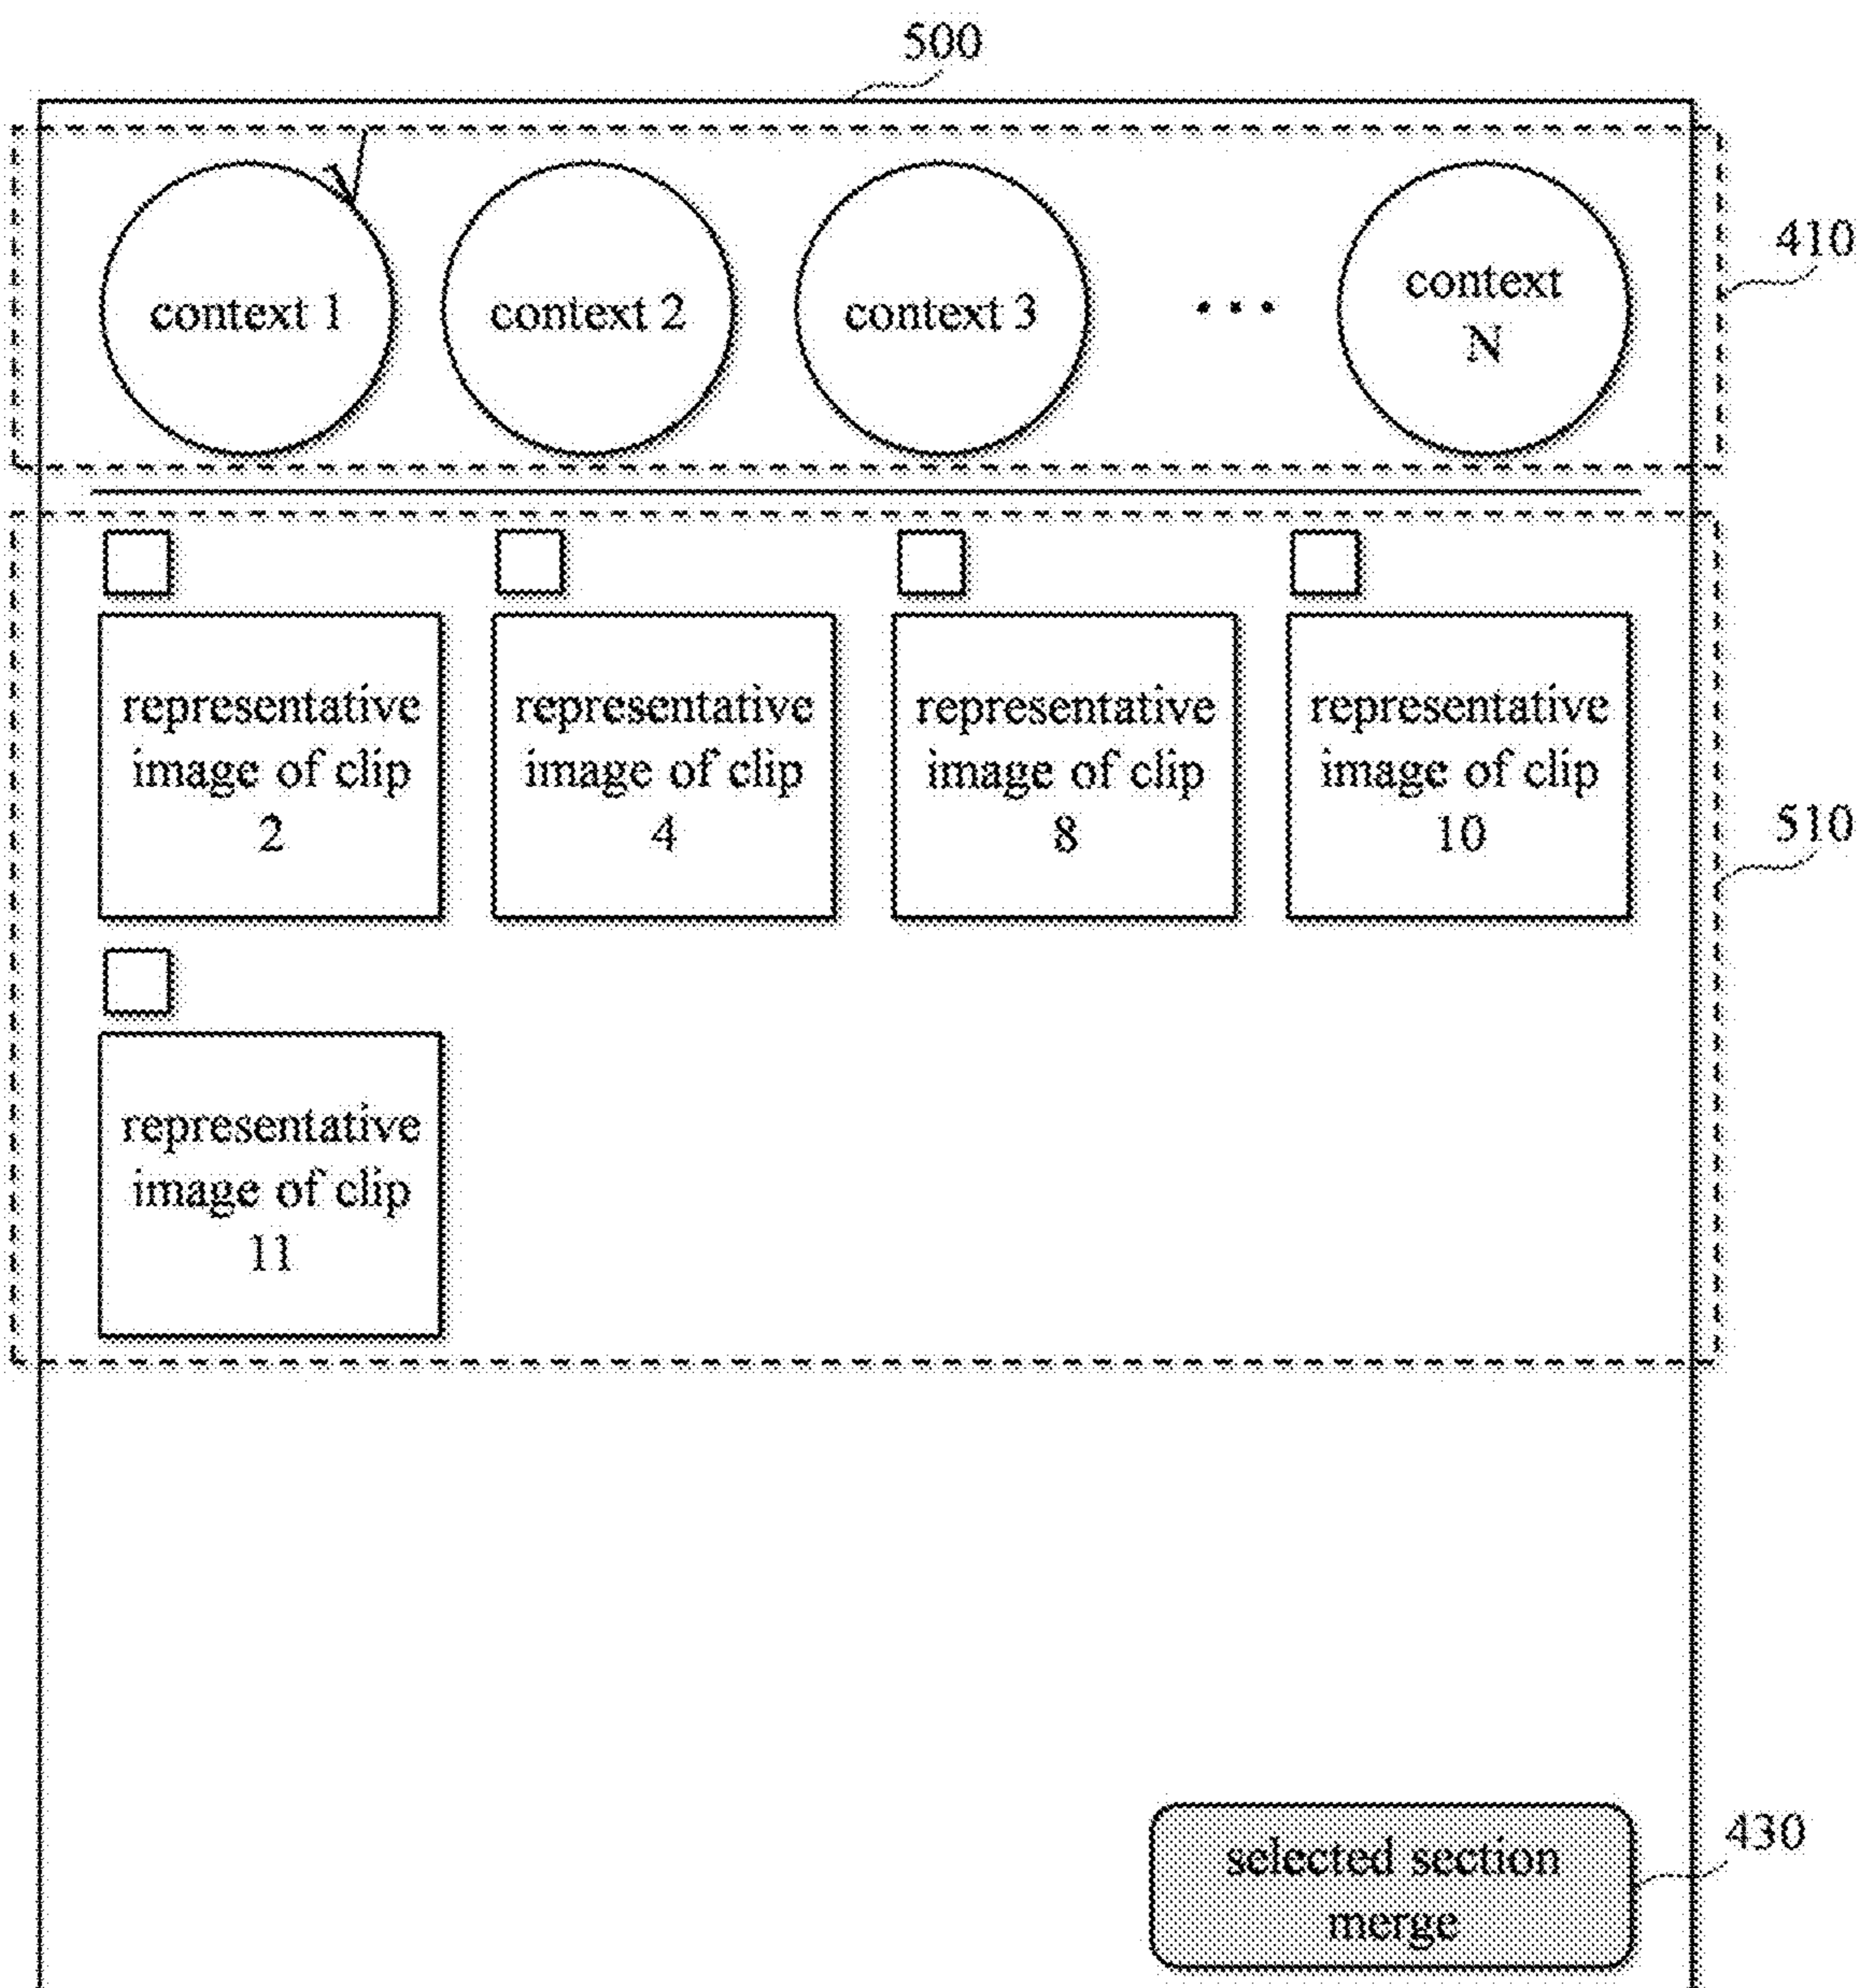 500
410
context 1
context 2
context 3
...
context
N
representative
image of clip
2
representative
image of clip
4
representative
image of clip
8
representative
image of clip
10
510
representative
image of clip
11
selected section
merge
430